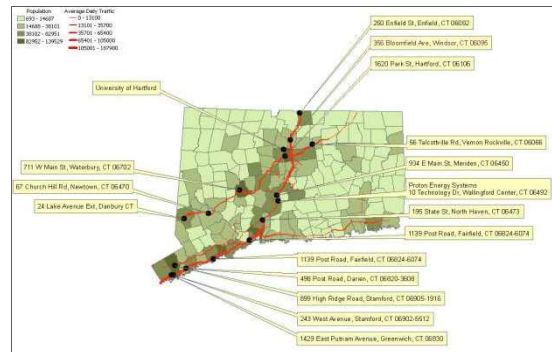 Population
693 - 14687
14688 - 38101
38102 - 82951
82952 - 139529
Average Daily Traffic
0 - 13100
13101 - 35700
35701 - 65400
65401 - 105000
105001 - 197900
250 Enfield St, Enfield, CT 06082
356 Bloomfield Ave, Windsor, CT 06095
1620 Park St, Hartford, CT 06106
University of Hartford
56 Talcottville Rd, Vernon Rockville, CT 06066
711 W Main St, Waterbury, CT 06702
934 E Main St, Meriden, CT 06450
67 Church Hill Rd, Newtown, CT 06470
Proton Energy Systems
10 Technology Dr, Wallingford Center, CT 06492
24 Lake Avenue Ext, Danbury CT
195 State St, North Haven, CT 06473
1139 Post Road, Fairfield, CT 06824-6074
1139 Post Road, Fairfield, CT 06824-6074
498 Post Road, Darien, CT 06820-3608
899 High Ridge Road, Stamford, CT 06905-1916
243 West Avenue, Stamford, CT 06902-5512
1429 East Putnam Avenue, Greenwich, CT 06830